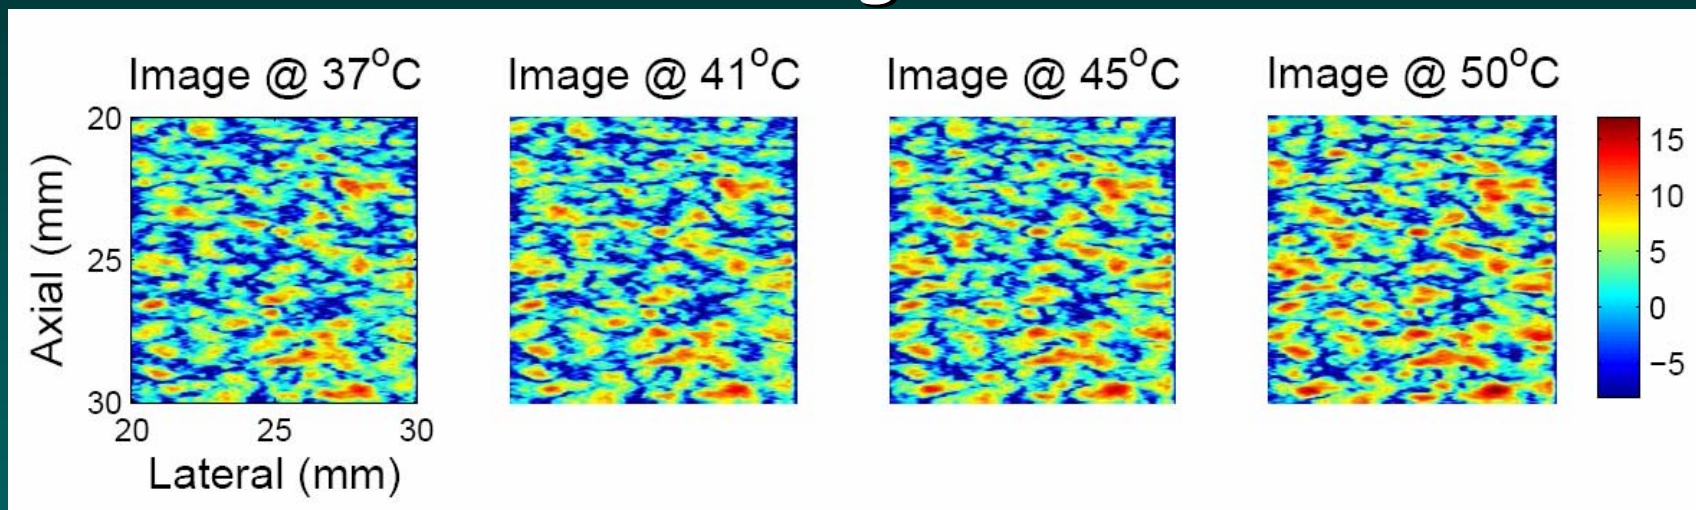 Image @ 37°C
Image @ 41°C
Image @ 45°C
Image @ 50°C
20
25
30
Axial (mm)
20 25 30
Lateral (mm)
15
10
5
0
−5